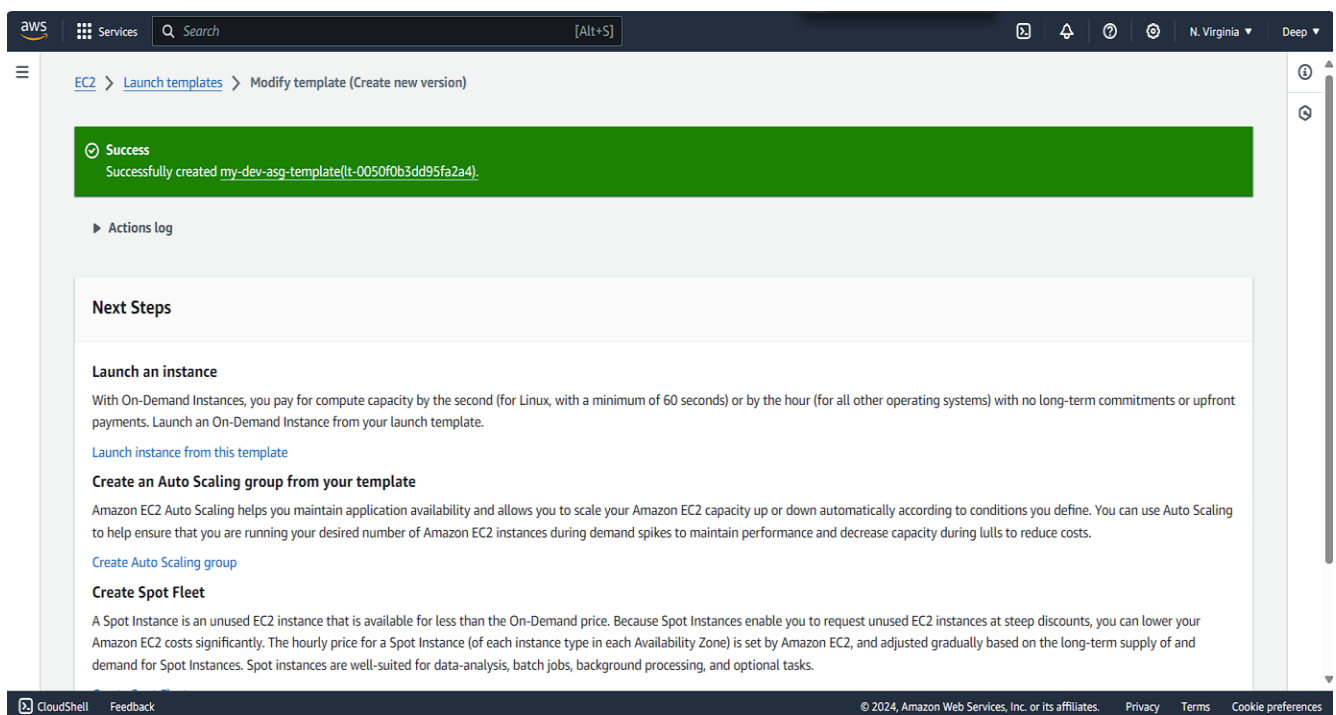 aws
Services
Search
[Alt+S]
N. Virginia ▼
Deep ▼
EC2 > Launch templates > Modify template (Create new version)
Success
Successfully created my-dev-asg-template(lt-0050f0b3dd95fa2a4).
Actions log
Next Steps
Launch an instance
With On-Demand Instances, you pay for compute capacity by the second (for Linux, with a minimum of 60 seconds) or by the hour (for all other operating systems) with no long-term commitments or upfront
payments. Launch an On-Demand Instance from your launch template.
Launch instance from this template
Create an Auto Scaling group from your template
Amazon EC2 Auto Scaling helps you maintain application availability and allows you to scale your Amazon EC2 capacity up or down automatically according to conditions you define. You can use Auto Scaling
to help ensure that you are running your desired number of Amazon EC2 instances during demand spikes to maintain performance and decrease capacity during lulls to reduce costs.
Create Auto Scaling group
Create Spot Fleet
A Spot Instance is an unused EC2 instance that is available for less than the On-Demand price. Because Spot Instances enable you to request unused EC2 instances at steep discounts, you can lower your
Amazon EC2 costs significantly. The hourly price for a Spot Instance (of each instance type in each Availability Zone) is set by Amazon EC2, and adjusted gradually based on the long-term supply of and
demand for Spot Instances. Spot instances are well-suited for data-analysis, batch jobs, background processing, and optional tasks.
CloudShell
Feedback
© 2024, Amazon Web Services, Inc. or its affiliates.
Privacy
Terms
Cookie preferences